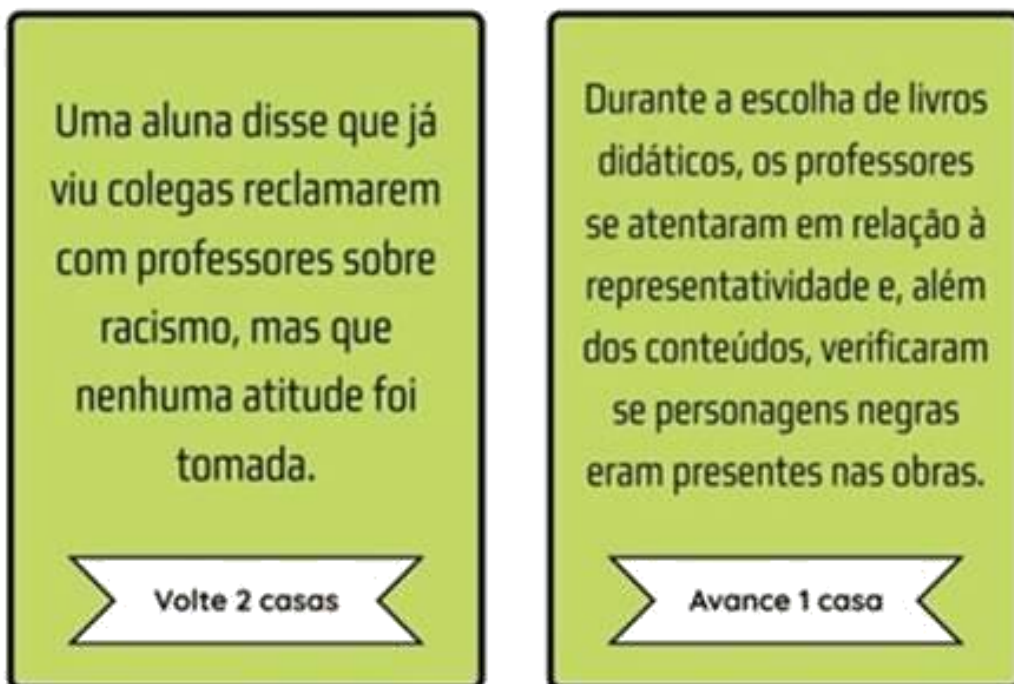 Uma aluna disse que já
viu colegas reclamarem
com professores sobre
racismo, mas que
nenhuma atitude foi
tomada.
Volte 2 casas
Durante a escolha de livros
didáticos, os professores
se atentaram em relação à
representatividade e, além
dos conteúdos, verificaram
se personagens negras
eram presentes nas obras.
Avance 1 casa